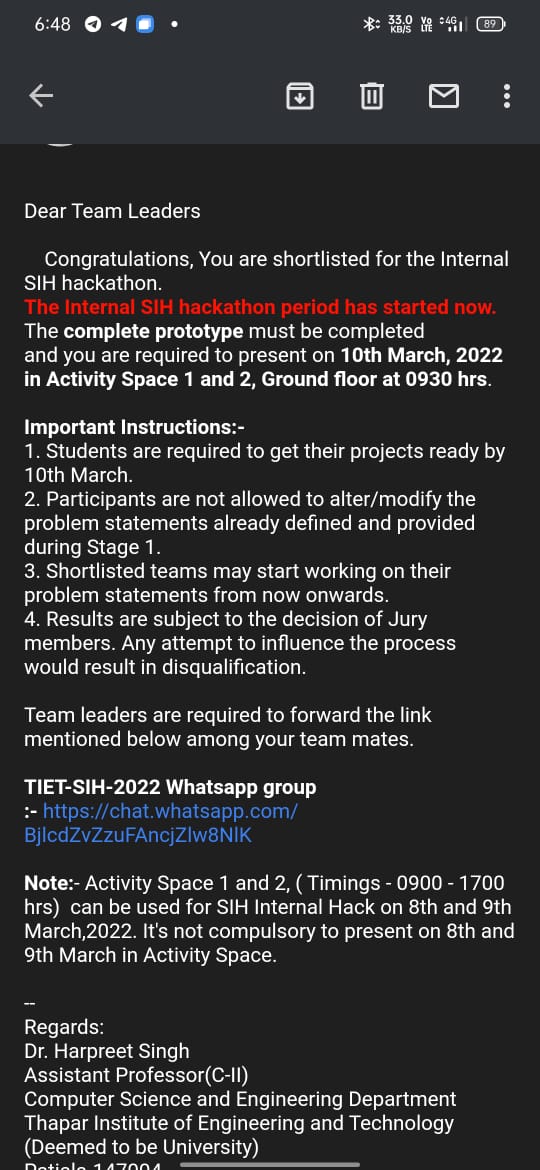 6:48
33.0 KB/S Vo LTE 4G 89
Dear Team Leaders
Congratulations, You are shortlisted for the Internal
SIH hackathon.
The Internal SIH hackathon period has started now.
The complete prototype must be completed
and you are required to present on 10th March, 2022
in Activity Space 1 and 2, Ground floor at 0930 hrs.
Important Instructions:-
1. Students are required to get their projects ready by
10th March.
2. Participants are not allowed to alter/modify the
problem statements already defined and provided
during Stage 1.
3. Shortlisted teams may start working on their
problem statements from now onwards.
4. Results are subject to the decision of Jury
members. Any attempt to influence the process
would result in disqualification.
Team leaders are required to forward the link
mentioned below among your team mates.
TIET-SIH-2022 Whatsapp group
:- https://chat.whatsapp.com/
BjlcdZvZzuFAncjZlw8NlK
Note:- Activity Space 1 and 2, ( Timings - 0900 - 1700
hrs)  can be used for SIH Internal Hack on 8th and 9th
March,2022. It's not compulsory to present on 8th and
9th March in Activity Space.
--
Regards:
Dr. Harpreet Singh
Assistant Professor(C-II)
Computer Science and Engineering Department
Thapar Institute of Engineering and Technology
(Deemed to be University)
Patiala 147004